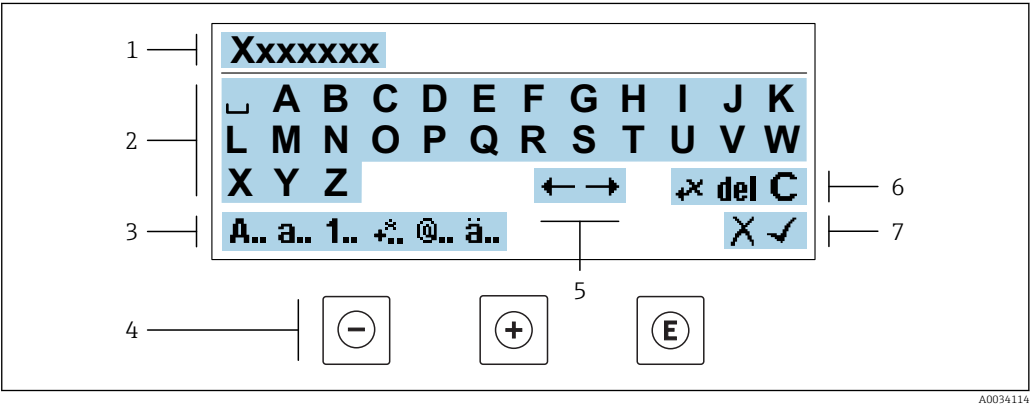 1
Xxxxxxx
2
␣ A B C D E F G H I J K
L M N O P Q R S T U V W
X Y Z ← → +× del C
6
3
A.. a.. 1.. +×.. @.. ä.. X ✓
7
5
4
− + E
A0034114